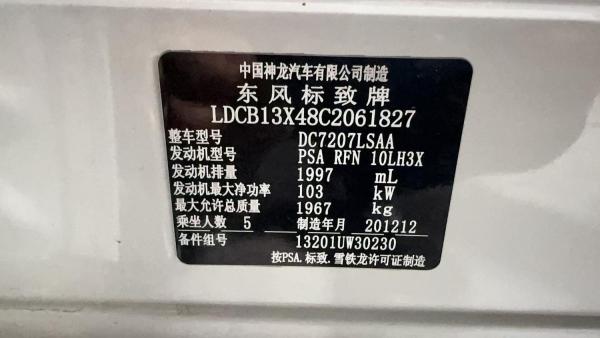 中国神龙汽车有限公司制造
东风标致牌
LDCB13X48C2061827
整车型号 DC7207LSAA
发动机型号 PSA RFN 10LH3X
发动机排量 1997 mL
发动机最大净功率 103 kW
最大允许总质量 1967 kg
乘坐人数 5 制造年月 201212
备件组号 13201UW30230
按PSA.标致.雪铁龙许可证制造